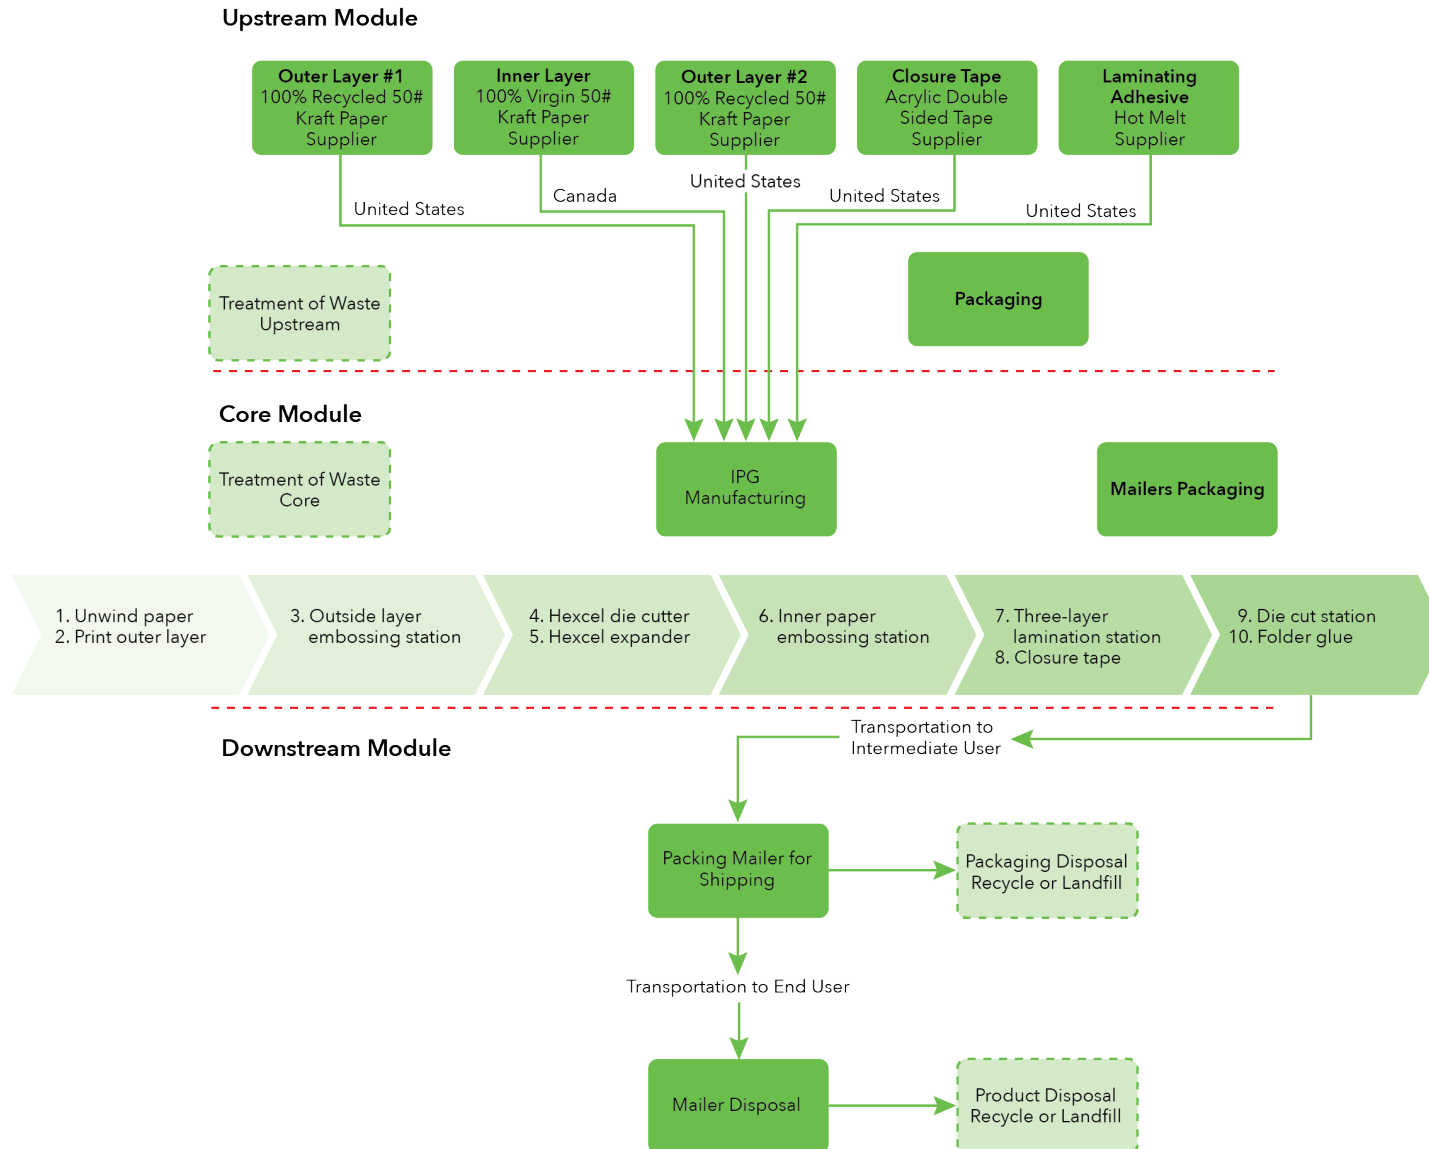 Upstream Module
Outer Layer #1
100% Recycled 50#
Kraft Paper
Supplier
Inner Layer
100% Virgin 50#
Kraft Paper
Supplier
Outer Layer #2
100% Recycled 50#
Kraft Paper
Supplier
Closure Tape
Acrylic Double
Sided Tape
Supplier
Laminating
Adhesive
Hot Melt
Supplier
United States
Canada
United States
United States
United States
Treatment of Waste
Upstream
Packaging
Core Module
Treatment of Waste
Core
IPG
Manufacturing
Mailers Packaging
1. Unwind paper
2. Print outer layer
3. Outside layer
embossing station
4. Hexcel die cutter
5. Hexcel expander
6. Inner paper
embossing station
7. Three-layer
lamination station
8. Closure tape
9. Die cut station
10. Folder glue
Downstream Module
Transportation to
Intermediate User
Packing Mailer for
Shipping
Packaging Disposal
Recycle or Landfill
Transportation to End User
Mailer Disposal
Product Disposal
Recycle or Landfill